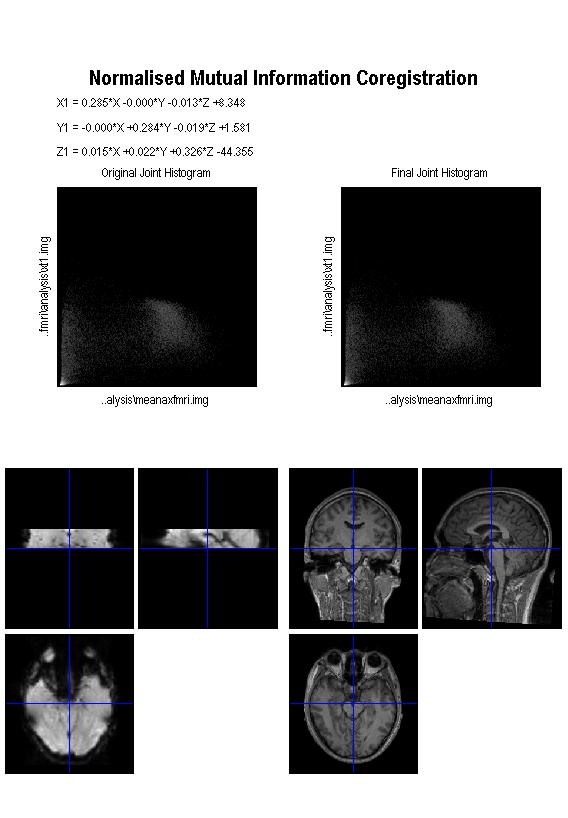 Normalised Mutual Information Coregistration
X1 = 0.285*X -0.000*Y -0.013*Z +8.348
Y1 = -0.000*X +0.284*Y -0.019*Z +1.581
Z1 = 0.015*X +0.022*Y +0.326*Z -44.355
Original Joint Histogram
Final Joint Histogram
..fmri\analysis\xt1.img
..fmri\analysis\xt1.img
..alysis\meanaxfmri.img
..alysis\meanaxfmri.img